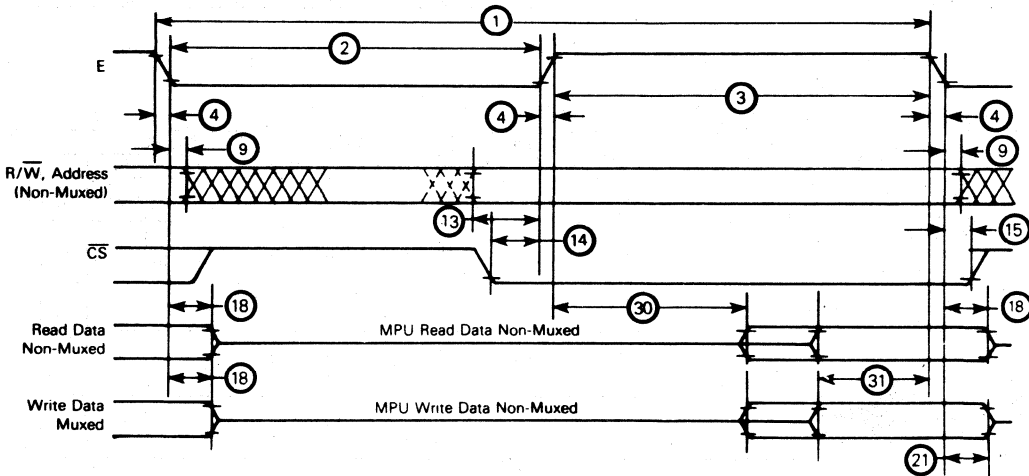 1
2
E
3
4
4
4
9
9
R/W̅, Address
(Non-Muxed)
13
14
15
C̅S̅
18
30
18
Read Data
Non-Muxed
MPU Read Data Non-Muxed
18
31
Write Data
Muxed
MPU Write Data Non-Muxed
21